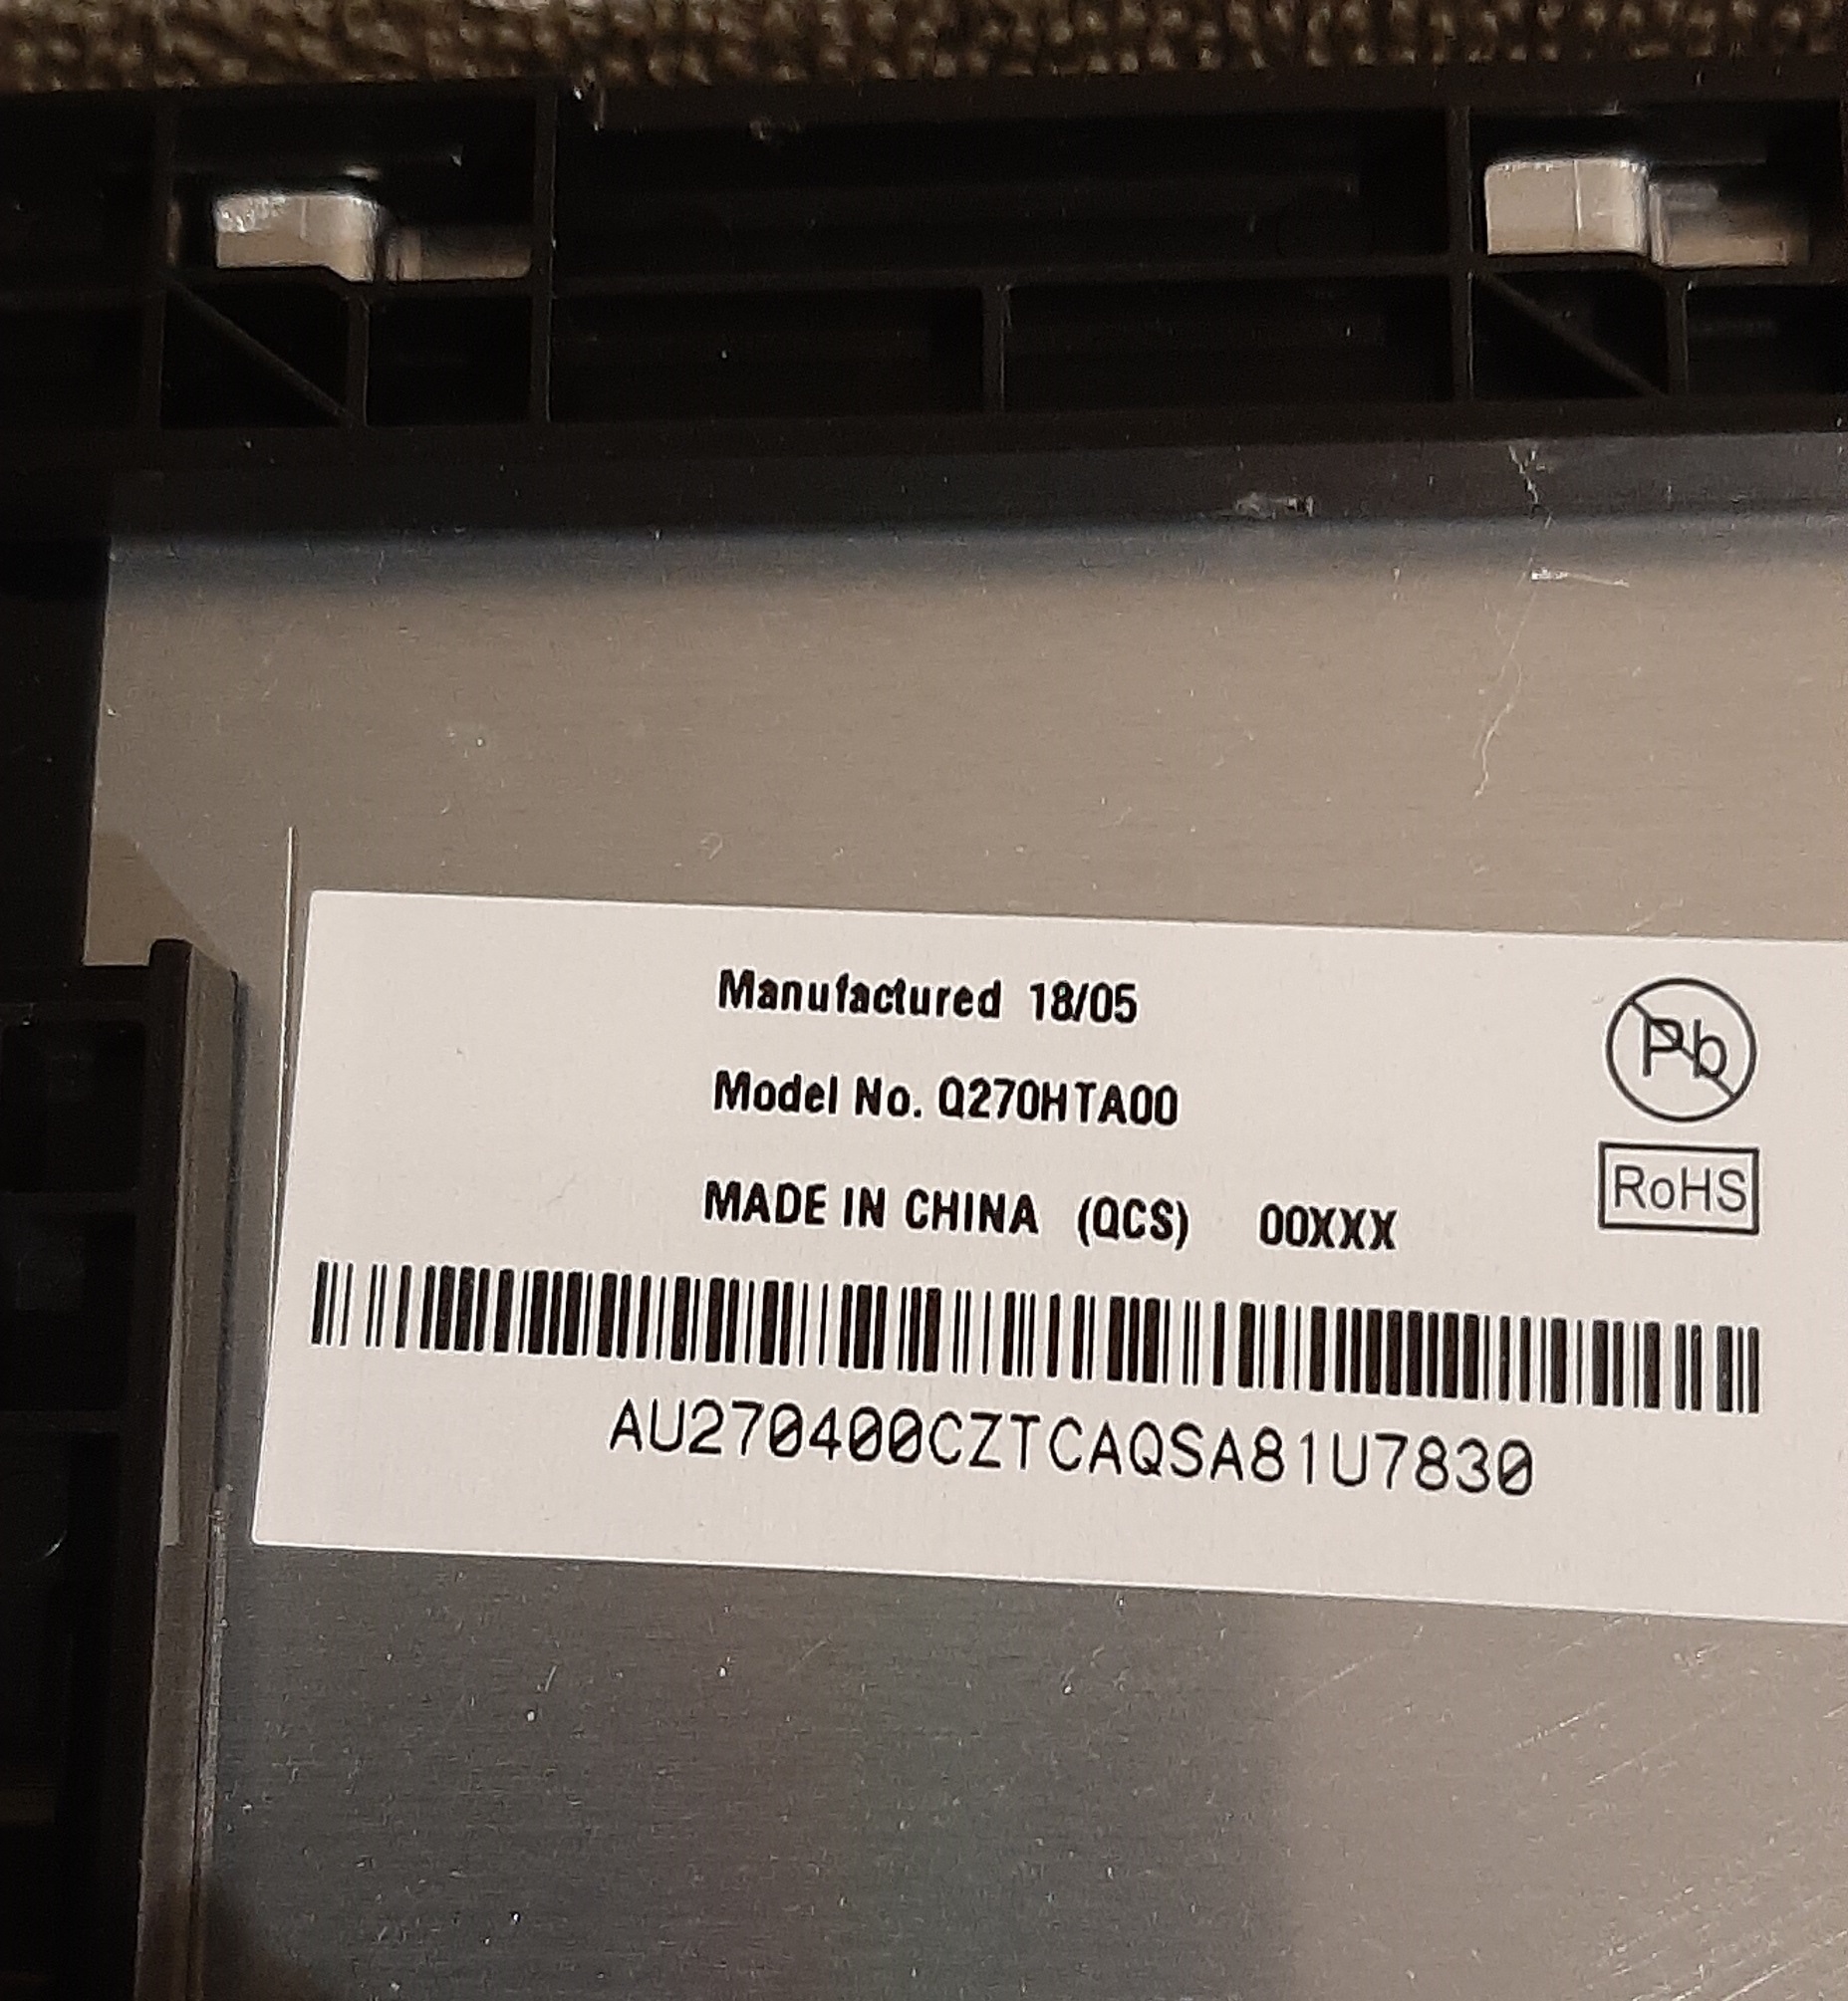 Manufactured 18/05
Pb
Model No. Q270HTA00
RoHS
MADE IN CHINA (QCS) 00XXX
AU270400CZTCAQSA81U7830